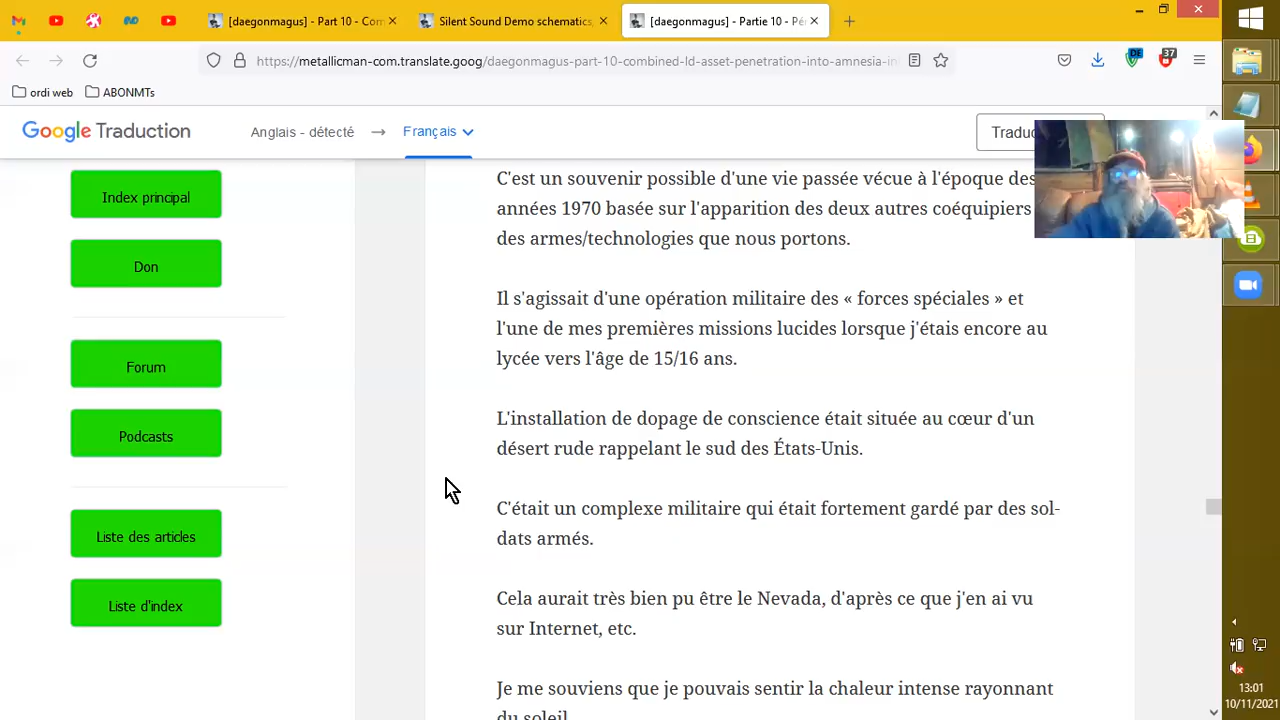 [daegonmagus] - Part 10 - Con
Silent Sound Demo schematics,
[daegonmagus] - Partie 10 - Pé
https://metallicman-com.translate.goog/daegonmagus-part-10-combined-ld-asset-penetration-into-amnesia-in
DE
37
ordi web
ABONMTs
Google Traduction
Anglais - détecté
Français
Traduc
Index principal
Don
Forum
Podcasts
Liste des articles
Liste d'index
C'est un souvenir possible d'une vie passée vécue à l'époque des
années 1970 basée sur l'apparition des deux autres coéquipiers
des armes/technologies que nous portons.
Il s'agissait d'une opération militaire des « forces spéciales » et
l'une de mes premières missions lucides lorsque j'étais encore au
lycée vers l'âge de 15/16 ans.
L'installation de dopage de conscience était située au cœur d'un
désert rude rappelant le sud des États-Unis.
C'était un complexe militaire qui était fortement gardé par des sol-
dats armés.
Cela aurait très bien pu être le Nevada, d'après ce que j'en ai vu
sur Internet, etc.
Je me souviens que je pouvais sentir la chaleur intense rayonnant
du soleil
13:01
10/11/2021